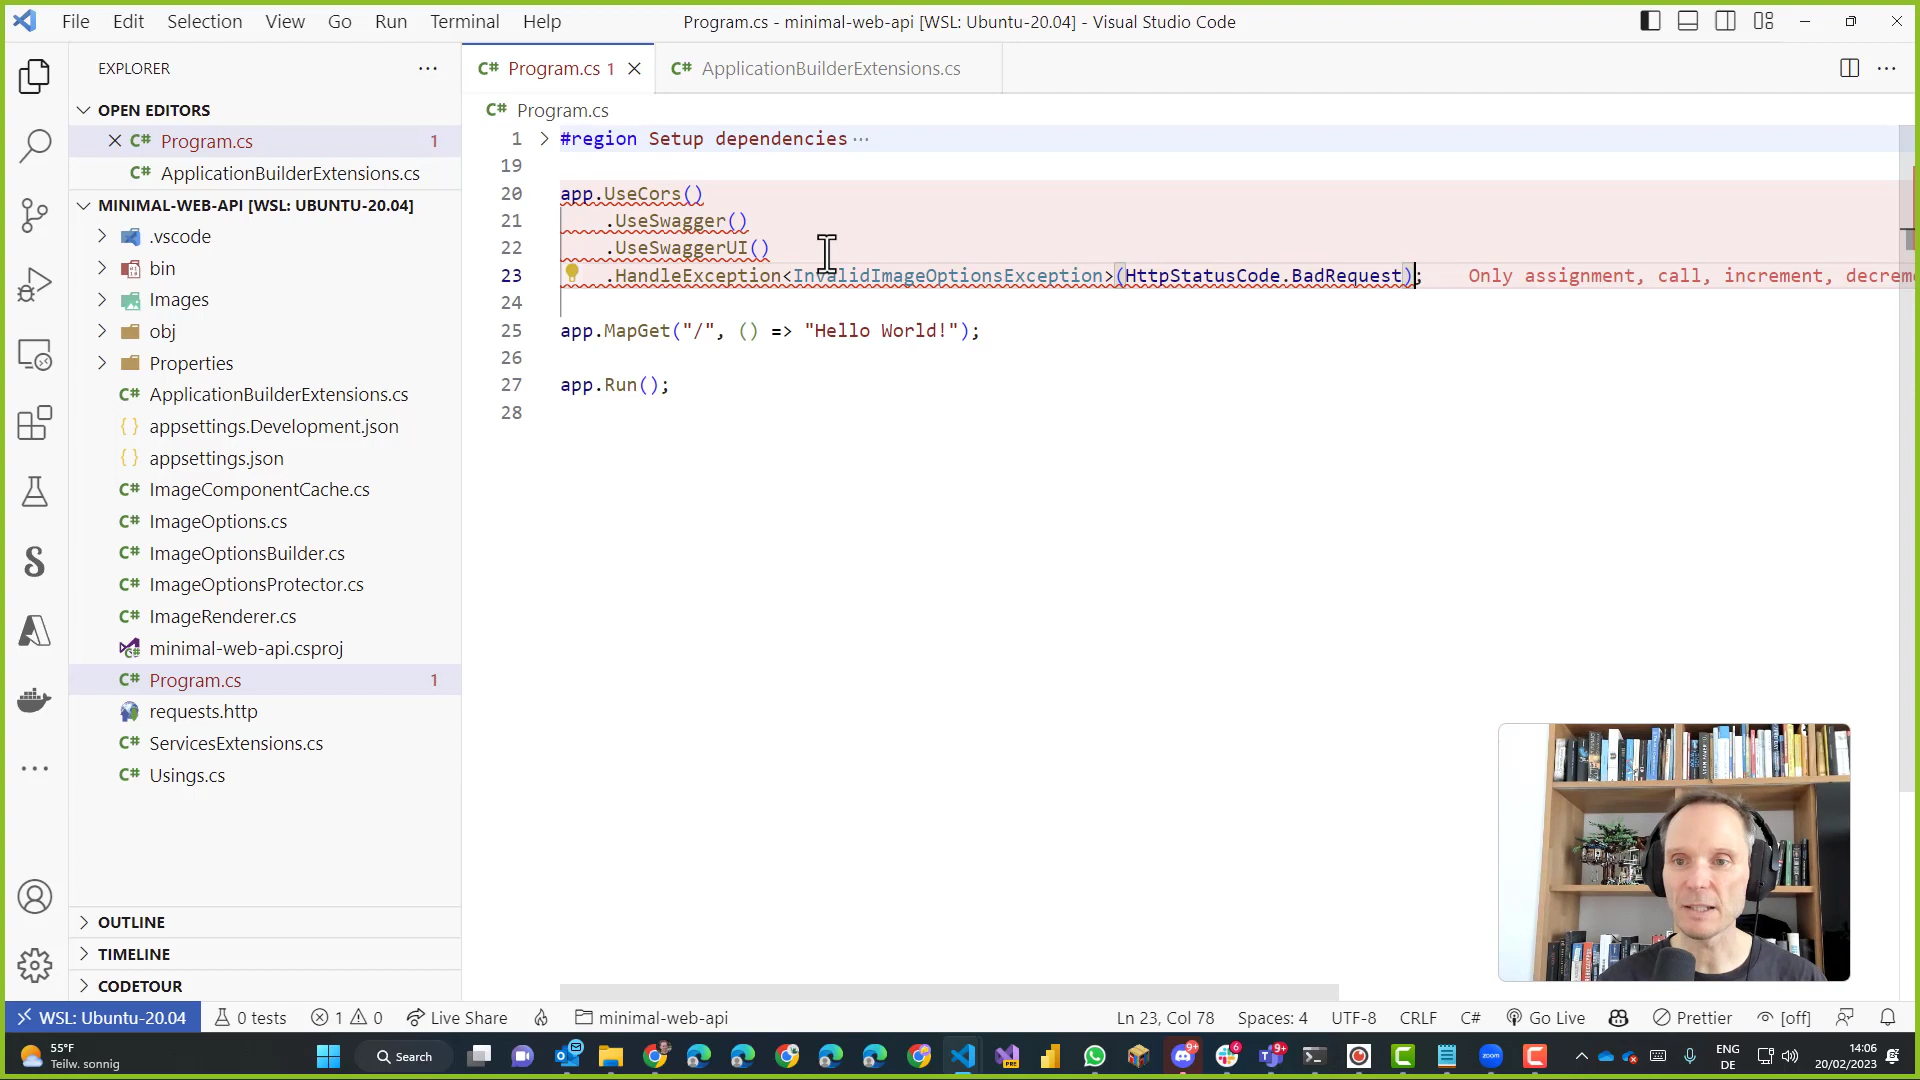 File Edit Selection View Go Run Terminal Help
Program.cs - minimal-web-api [WSL: Ubuntu-20.04] - Visual Studio Code
EXPLORER
OPEN EDITORS
Program.cs 1
ApplicationBuilderExtensions.cs
MINIMAL-WEB-API [WSL: UBUNTU-20.04]
.vscode
bin
Images
obj
Properties
C# ApplicationBuilderExtensions.cs
{} appsettings.Development.json
{} appsettings.json
C# ImageComponentCache.cs
C# ImageOptions.cs
C# ImageOptionsBuilder.cs
C# ImageOptionsProtector.cs
C# ImageRenderer.cs
minimal-web-api.csproj
C# Program.cs 1
requests.http
C# ServicesExtensions.cs
C# Usings.cs
OUTLINE
TIMELINE
CODETOUR
C# Program.cs 1
C# ApplicationBuilderExtensions.cs
C# Program.cs
1 #region Setup dependencies ...
19
20 app.UseCors()
21 .UseSwagger()
22 .UseSwaggerUI()
23 .HandleException<InvalidImageOptionsException>(HttpStatusCode.BadRequest); Only assignment, call, increment, decreme
24
25 app.MapGet("/", () => "Hello World!");
26
27 app.Run();
28
WSL: Ubuntu-20.04 0 tests 1 0 Live Share minimal-web-api
Ln 23, Col 78 Spaces: 4 UTF-8 CRLF C# Go Live Prettier [off]
55°F
Teilw. sonnig
Search
ENG
DE
14:06
20/02/2023